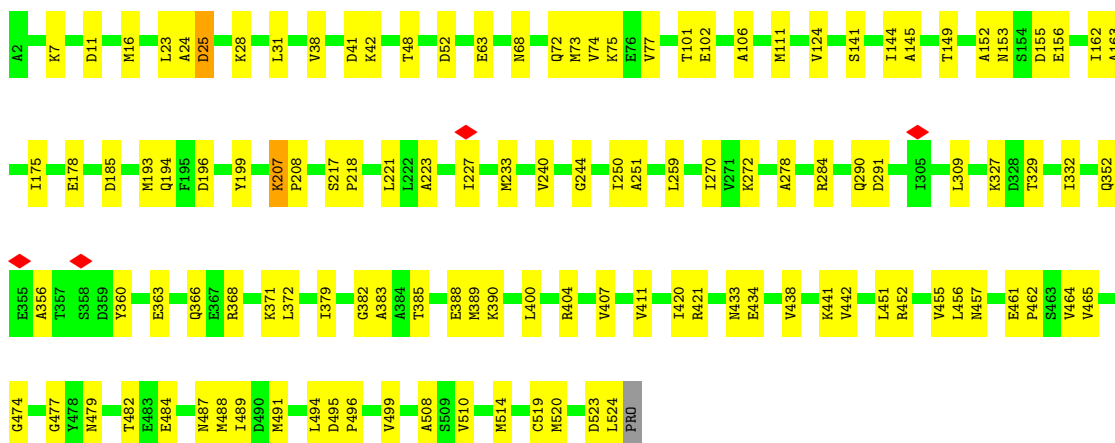 A2 K7 D11 M16 L23 A24 D25 K28 L31 V38 D41 K42 T48 D52 E63 N68 Q72 M73 V74 K75 E76 V77 T101 E102 A106 M111 V124 S141 I144 A145 T149 A152 N153 S154 D155 E156 I162 A163
I175 E178 D185 M193 Q194 F195 D196 Y199 K207 P208 S217 P218 L221 L222 A223 I227 M233 V240 G244 I250 A251 L259 I270 V271 K272 A278 R284 Q290 D291 I305 L309 K327 D328 T329 I332 Q352
E355 A356 T357 S358 D359 Y360 E363 Q366 E367 R368 K371 L372 I379 G382 A383 A384 T385 E388 M389 K390 L400 R404 V407 V411 I420 R421 N433 E434 V438 K441 V442 L451 R452 V455 L456 N457 E461 P462 S463 V464 V465
G474 G477 Y478 N479 T482 E483 E484 N487 M488 I489 D490 M491 L494 D495 P496 V499 A508 S509 V510 M514 C519 M520 D523 L524 PRO